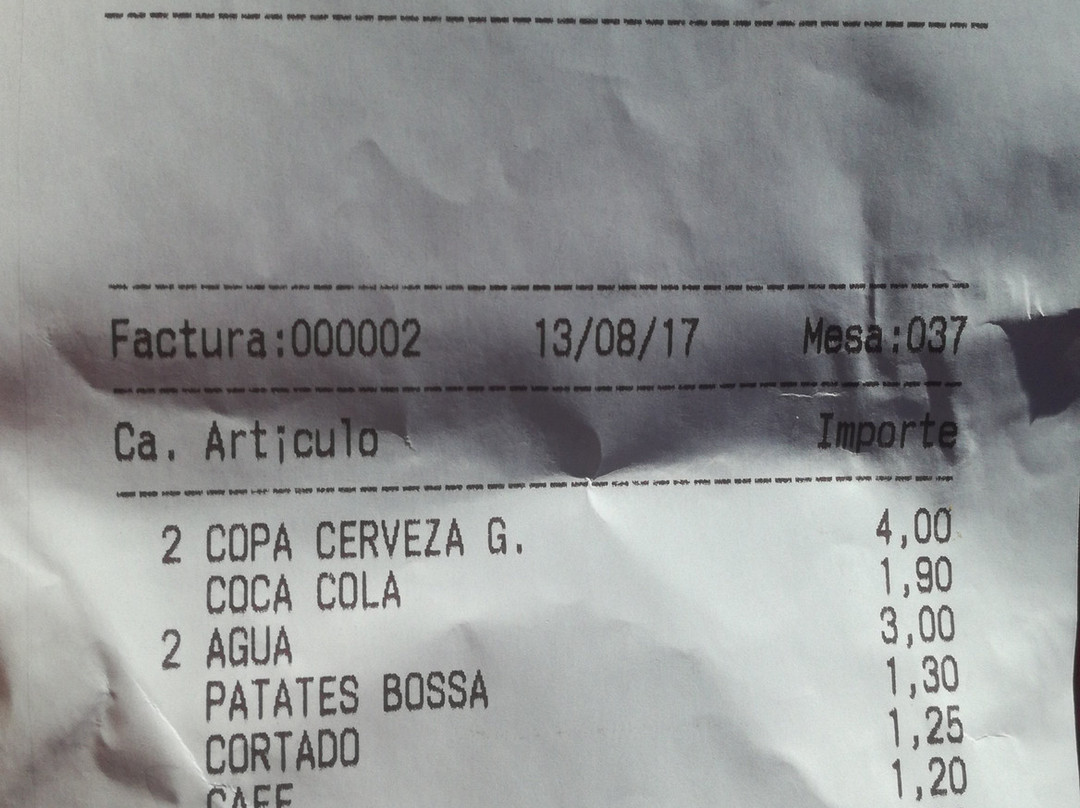 Factura:000002 13/08/17 Mesa:037
Ca. Articulo Importe
2 COPA CERVEZA G. 4,00
COCA COLA 1,90
2 AGUA 3,00
PATATES BOSSA 1,30
CORTADO 1,25
CAFE 1,20